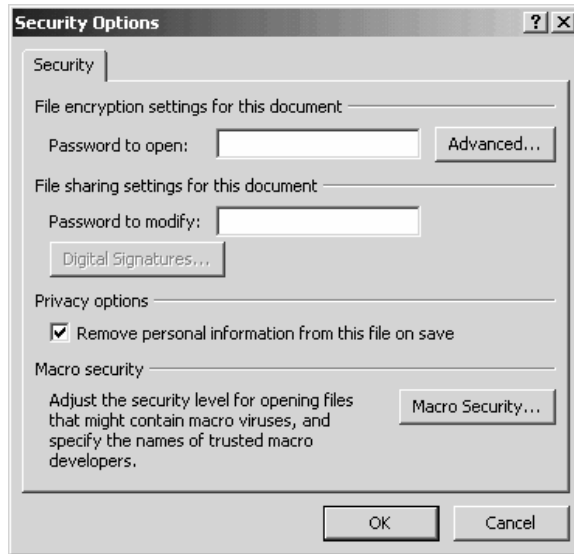 Security Options
Security
File encryption settings for this document
Password to open:
Advanced...
File sharing settings for this document
Password to modify:
Digital Signatures...
Privacy options
Remove personal information from this file on save
Macro security
Adjust the security level for opening files
that might contain macro viruses, and
specify the names of trusted macro
developers.
Macro Security...
OK
Cancel